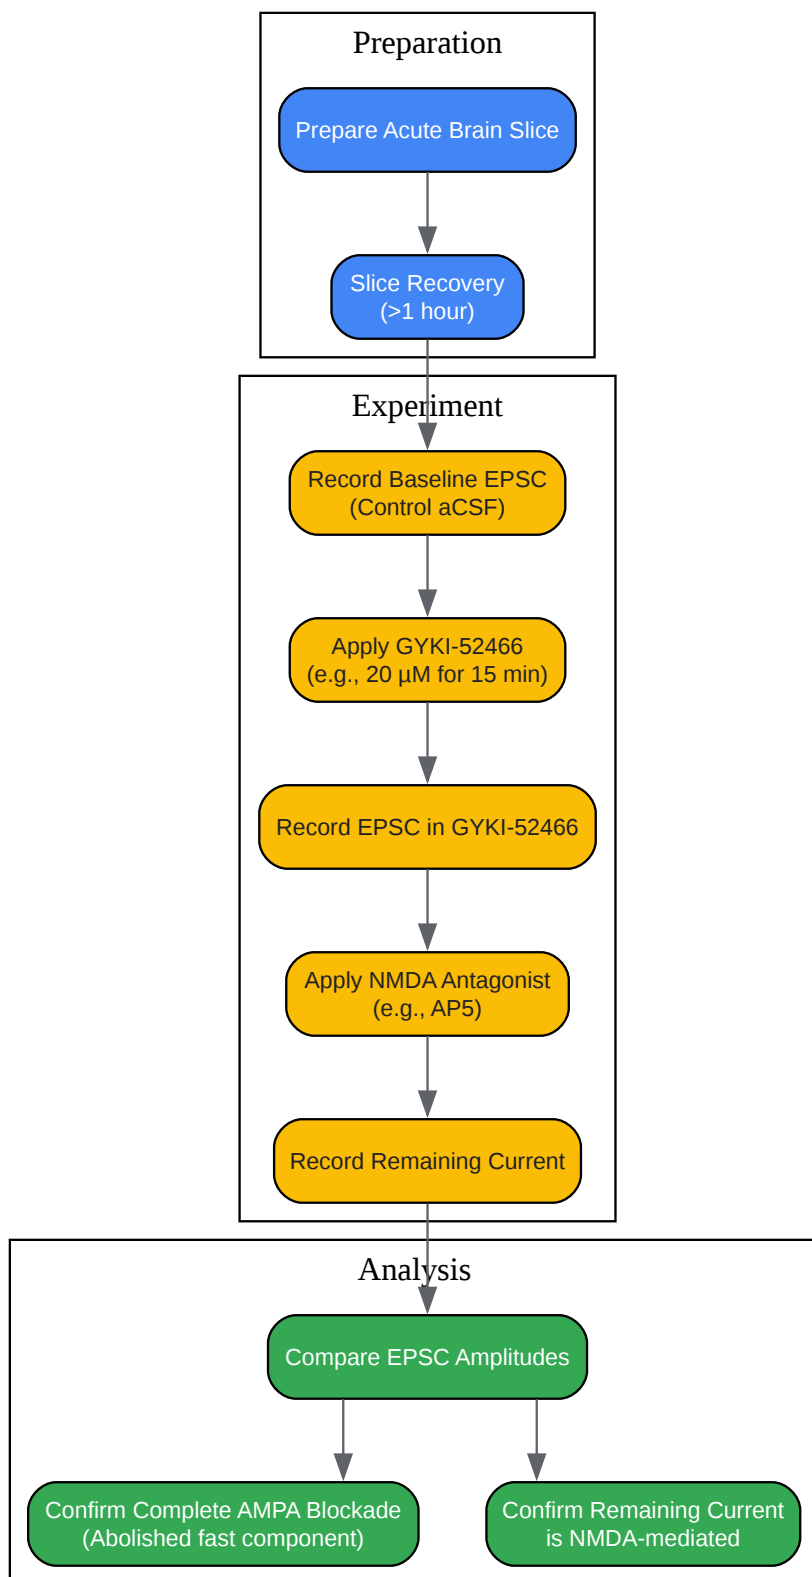 Preparation
Prepare Acute Brain Slice
Slice Recovery
(>1 hour)
Experiment
Record Baseline EPSC
(Control aCSF)
Apply GYKI-52466
(e.g., 20 µM for 15 min)
Record EPSC in GYKI-52466
Apply NMDA Antagonist
(e.g., AP5)
Record Remaining Current
Analysis
Compare EPSC Amplitudes
Confirm Complete AMPA Blockade
(Abolished fast component)
Confirm Remaining Current
is NMDA-mediated